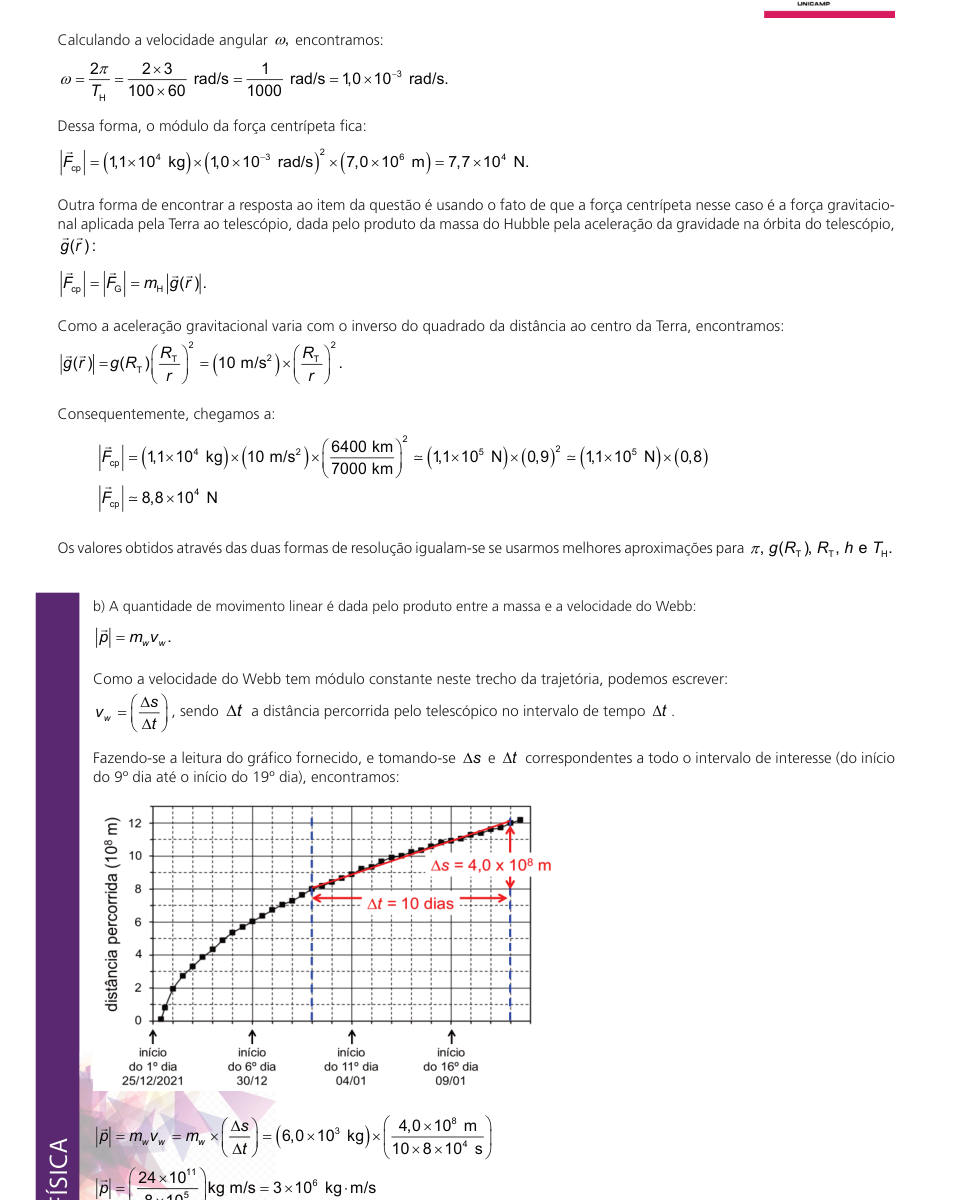 UNICAMP
Calculando a velocidade angular ω, encontramos:
ω = 2π/T_H = (2×3)/(100×60) rad/s = 1/1000 rad/s = 1,0×10⁻³ rad/s.
Dessa forma, o módulo da força centrípeta fica:
|F⃗_cp| = (1,1×10⁴ kg)×(1,0×10⁻³ rad/s)²×(7,0×10⁶ m) = 7,7×10⁴ N.
Outra forma de encontrar a resposta ao item da questão é usando o fato de que a força centrípeta nesse caso é a força gravitacio-
nal aplicada pela Terra ao telescópio, dada pelo produto da massa do Hubble pela aceleração da gravidade na órbita do telescópio,
g⃗(r⃗):
|F⃗_cp| = |F⃗_G| = m_H|g⃗(r⃗)|.
Como a aceleração gravitacional varia com o inverso do quadrado da distância ao centro da Terra, encontramos:
|g⃗(r⃗)| = g(R_T)(R_T/r)² = (10 m/s²)×(R_T/r)².
Consequentemente, chegamos a:
|F⃗_cp| = (1,1×10⁴ kg)×(10 m/s²)×(6400 km/7000 km)² ≃ (1,1×10⁵ N)×(0,9)² ≃ (1,1×10⁵ N)×(0,8)
|F⃗_cp| ≃ 8,8×10⁴ N
Os valores obtidos através das duas formas de resolução igualam-se se usarmos melhores aproximações para π, g(R_T), R_T, h e T_H.
b) A quantidade de movimento linear é dada pelo produto entre a massa e a velocidade do Webb:
|p⃗| = m_w v_w.
Como a velocidade do Webb tem módulo constante neste trecho da trajetória, podemos escrever:
v_w = (Δs/Δt), sendo Δt a distância percorrida pelo telescópico no intervalo de tempo Δt.
Fazendo-se a leitura do gráfico fornecido, e tomando-se Δs e Δt correspondentes a todo o intervalo de interesse (do início
do 9º dia até o início do 19º dia), encontramos:
distância percorrida (10⁸ m)
12
10
8
6
4
2
0
Δs = 4,0 x 10⁸ m
Δt = 10 dias
início início início início
do 1º dia do 6º dia do 11º dia do 16º dia
25/12/2021 30/12 04/01 09/01
|p⃗| = m_w v_w = m_w × (Δs/Δt) = (6,0×10³ kg)×(4,0×10⁸ m/10×8×10⁴ s)
|p⃗| = (24×10¹¹/8×10⁵) kg m/s = 3×10⁶ kg·m/s
FÍSICA